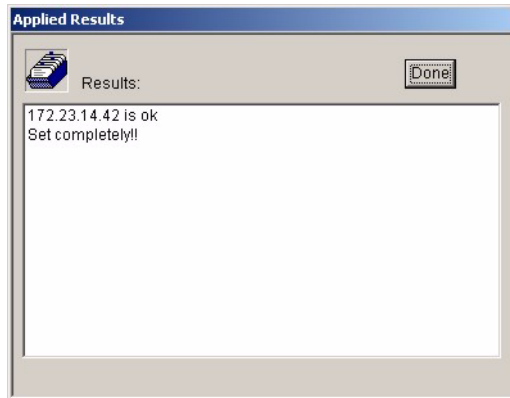 Applied Results
Results:
Done
172.23.14.42 is ok
Set completely!!